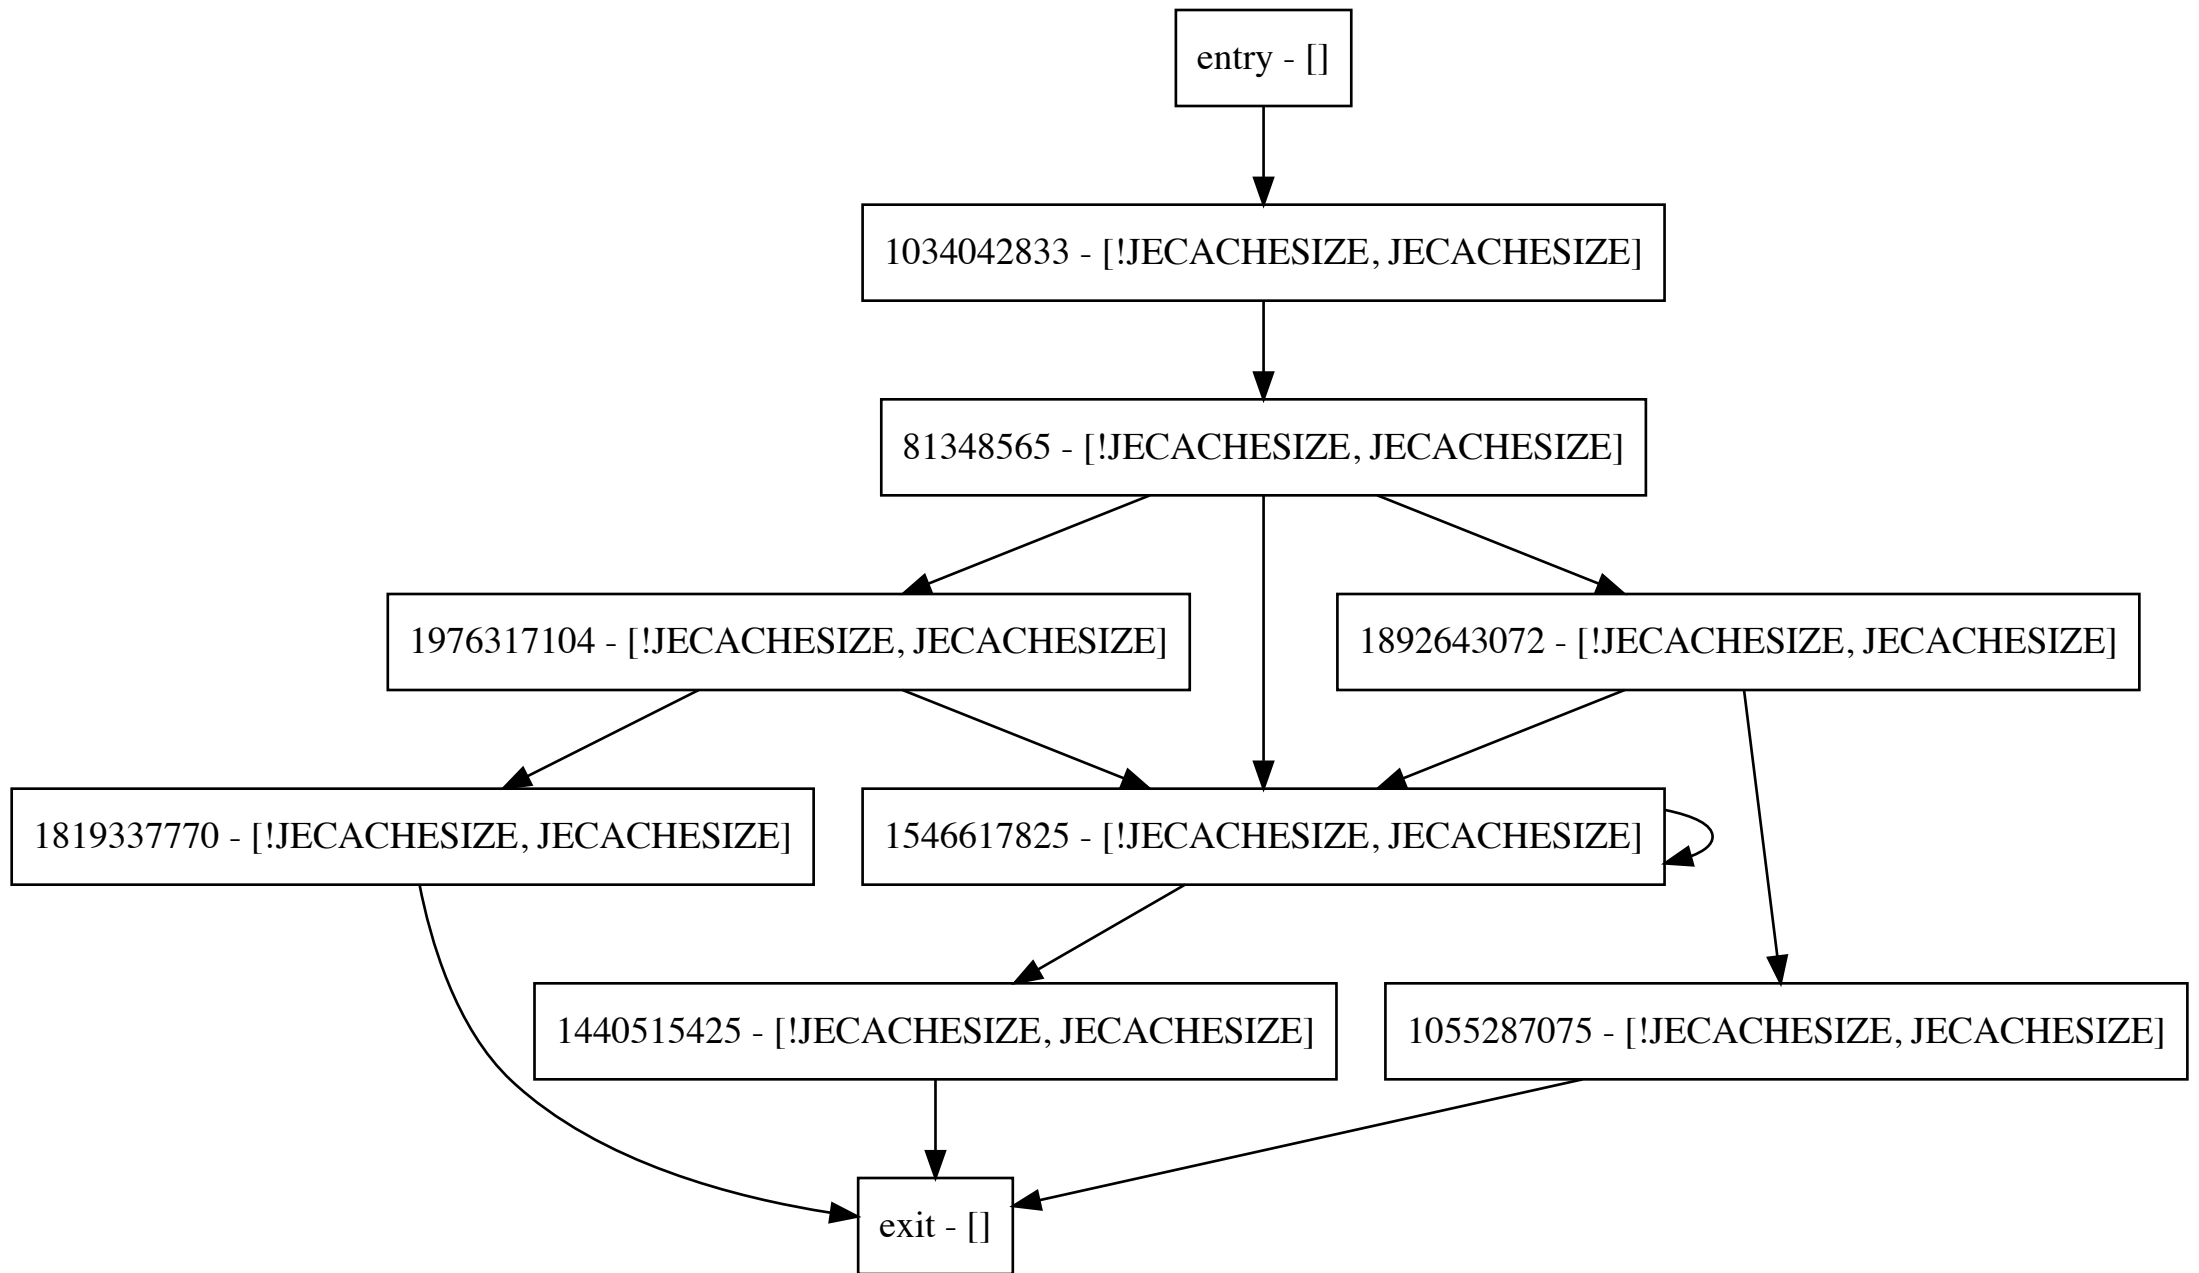 entry - []
1034042833 - [!JECACHESIZE, JECACHESIZE]
81348565 - [!JECACHESIZE, JECACHESIZE]
1976317104 - [!JECACHESIZE, JECACHESIZE]
1892643072 - [!JECACHESIZE, JECACHESIZE]
1819337770 - [!JECACHESIZE, JECACHESIZE]
1546617825 - [!JECACHESIZE, JECACHESIZE]
1440515425 - [!JECACHESIZE, JECACHESIZE]
1055287075 - [!JECACHESIZE, JECACHESIZE]
exit - []